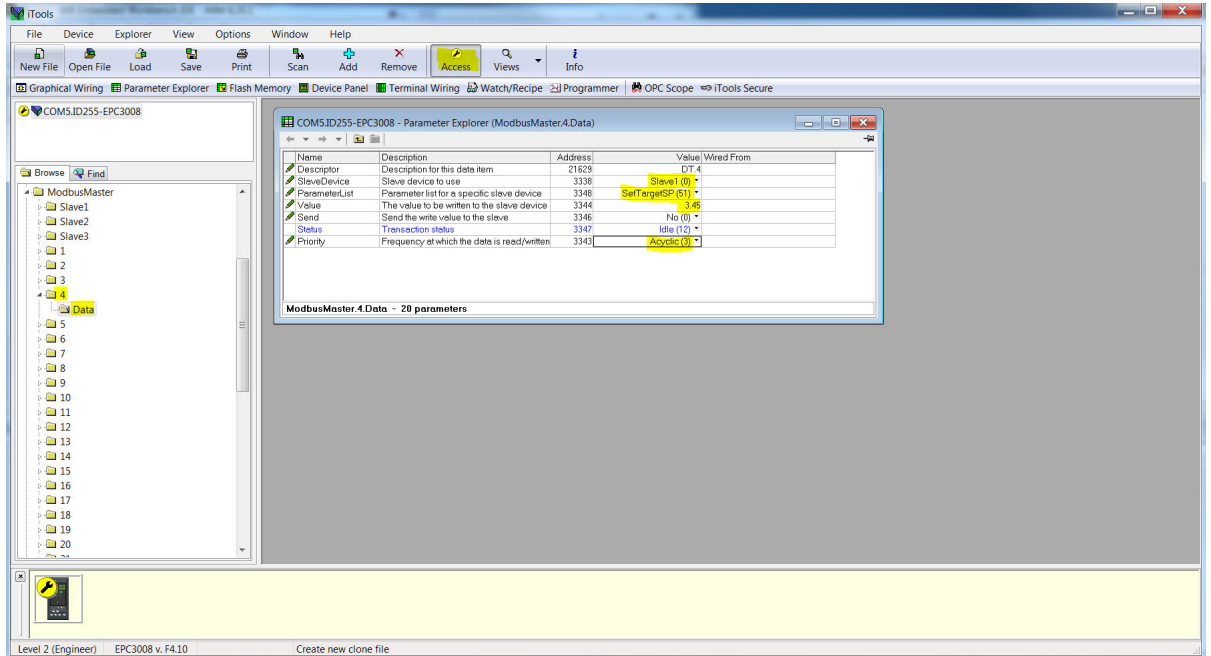 iTools
File Device Explorer View Options Window Help
New File Open File Load Save Print Scan Add Remove Access Views Info
Graphical Wiring Parameter Explorer Flash Memory Device Panel Terminal Wiring Watch/Recipe Programmer OPC Scope iTools Secure
COM5.ID255-EPC3008
COM5.ID255-EPC3008 - Parameter Explorer (ModbusMaster.4.Data)
Name Description Address Value Wired From
Descriptor Description for this data item 21629 DT.4
SlaveDevice Slave device to use 3338 Slave1 (0)
ParameterList Parameter list for a specific slave device 3348 SetTargetSP (51)
Value The value to be written to the slave device 3344 3.45
Send Send the write value to the slave 3346 No (0)
Status Transaction status 3347 Idle (12)
Priority Frequency at which the data is read/written 3343 Acyclic (3)
ModbusMaster.4.Data - 20 parameters
Browse Find
ModbusMaster
Slave1
Slave2
Slave3
1
2
3
4
Data
5
6
7
8
9
10
11
12
13
14
15
16
17
18
19
20
Level 2 (Engineer) EPC3008 v. F4.10 Create new clone file